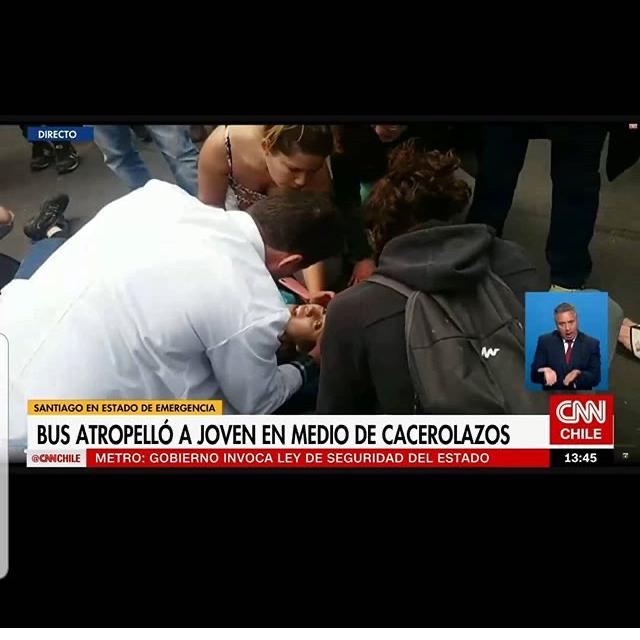 DIRECTO
SANTIAGO EN ESTADO DE EMERGENCIA
BUS ATROPELLÓ A JOVEN EN MEDIO DE CACEROLAZOS
CNN
CHILE
@CNNCHILE
METRO: GOBIERNO INVOCA LEY DE SEGURIDAD DEL ESTADO
13:45